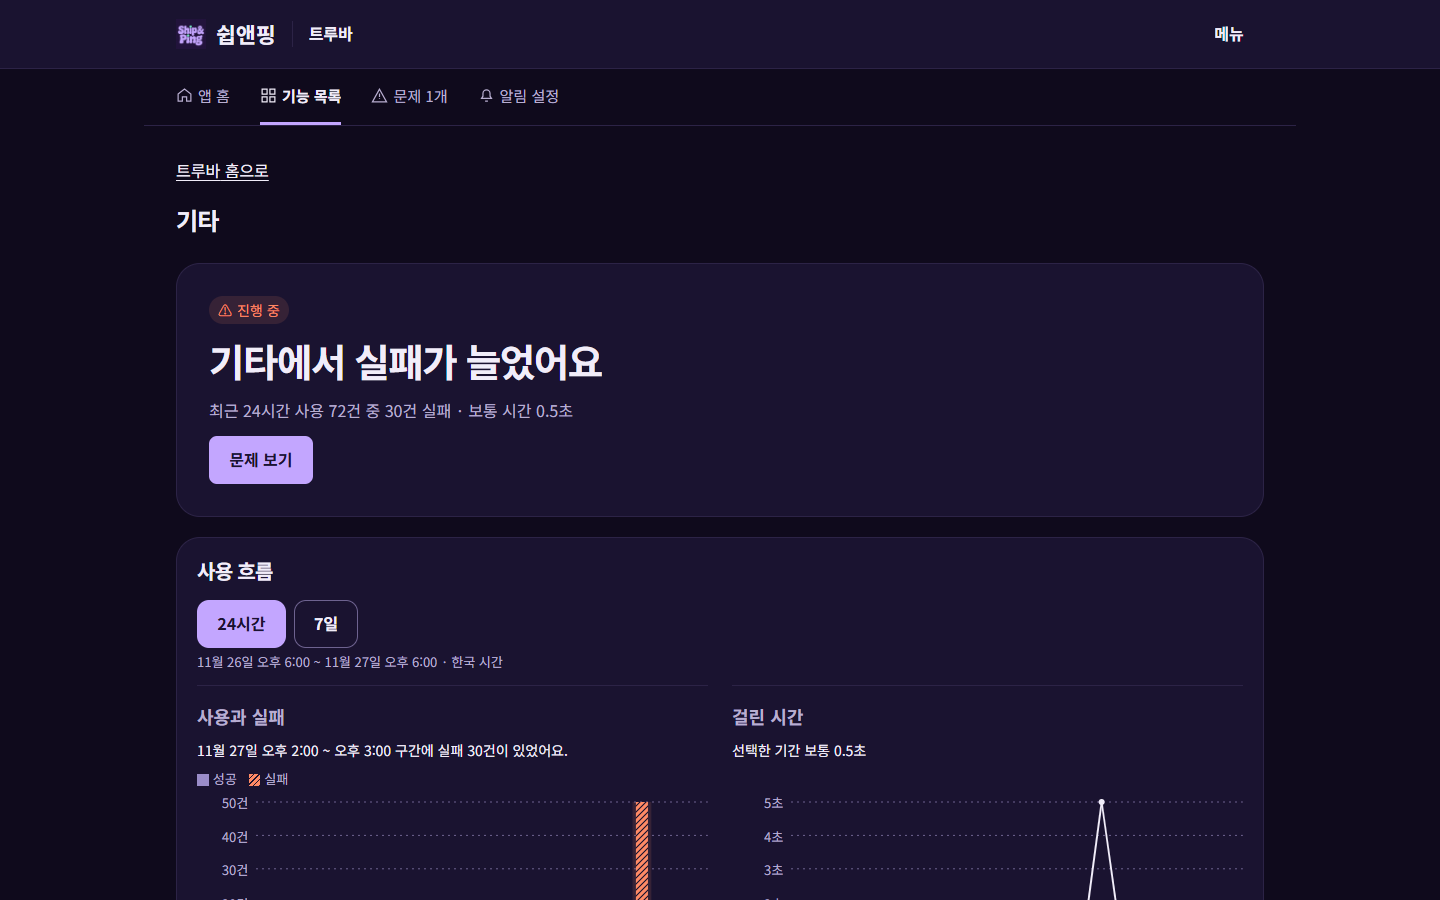 Ship&
Ping
쉽앤핑
트루바
메뉴
앱 홈
기능 목록
문제 1개
알림 설정
트루바 홈으로
기타
진행 중
기타에서 실패가 늘었어요
최근 24시간 사용 72건 중 30건 실패 · 보통 시간 0.5초
문제 보기
사용 흐름
24시간
7일
11월 26일 오후 6:00 ~ 11월 27일 오후 6:00 · 한국 시간
사용과 실패
11월 27일 오후 2:00 ~ 오후 3:00 구간에 실패 30건이 있었어요.
성공
실패
50건
40건
30건
걸린 시간
선택한 기간 보통 0.5초
5초
4초
3초